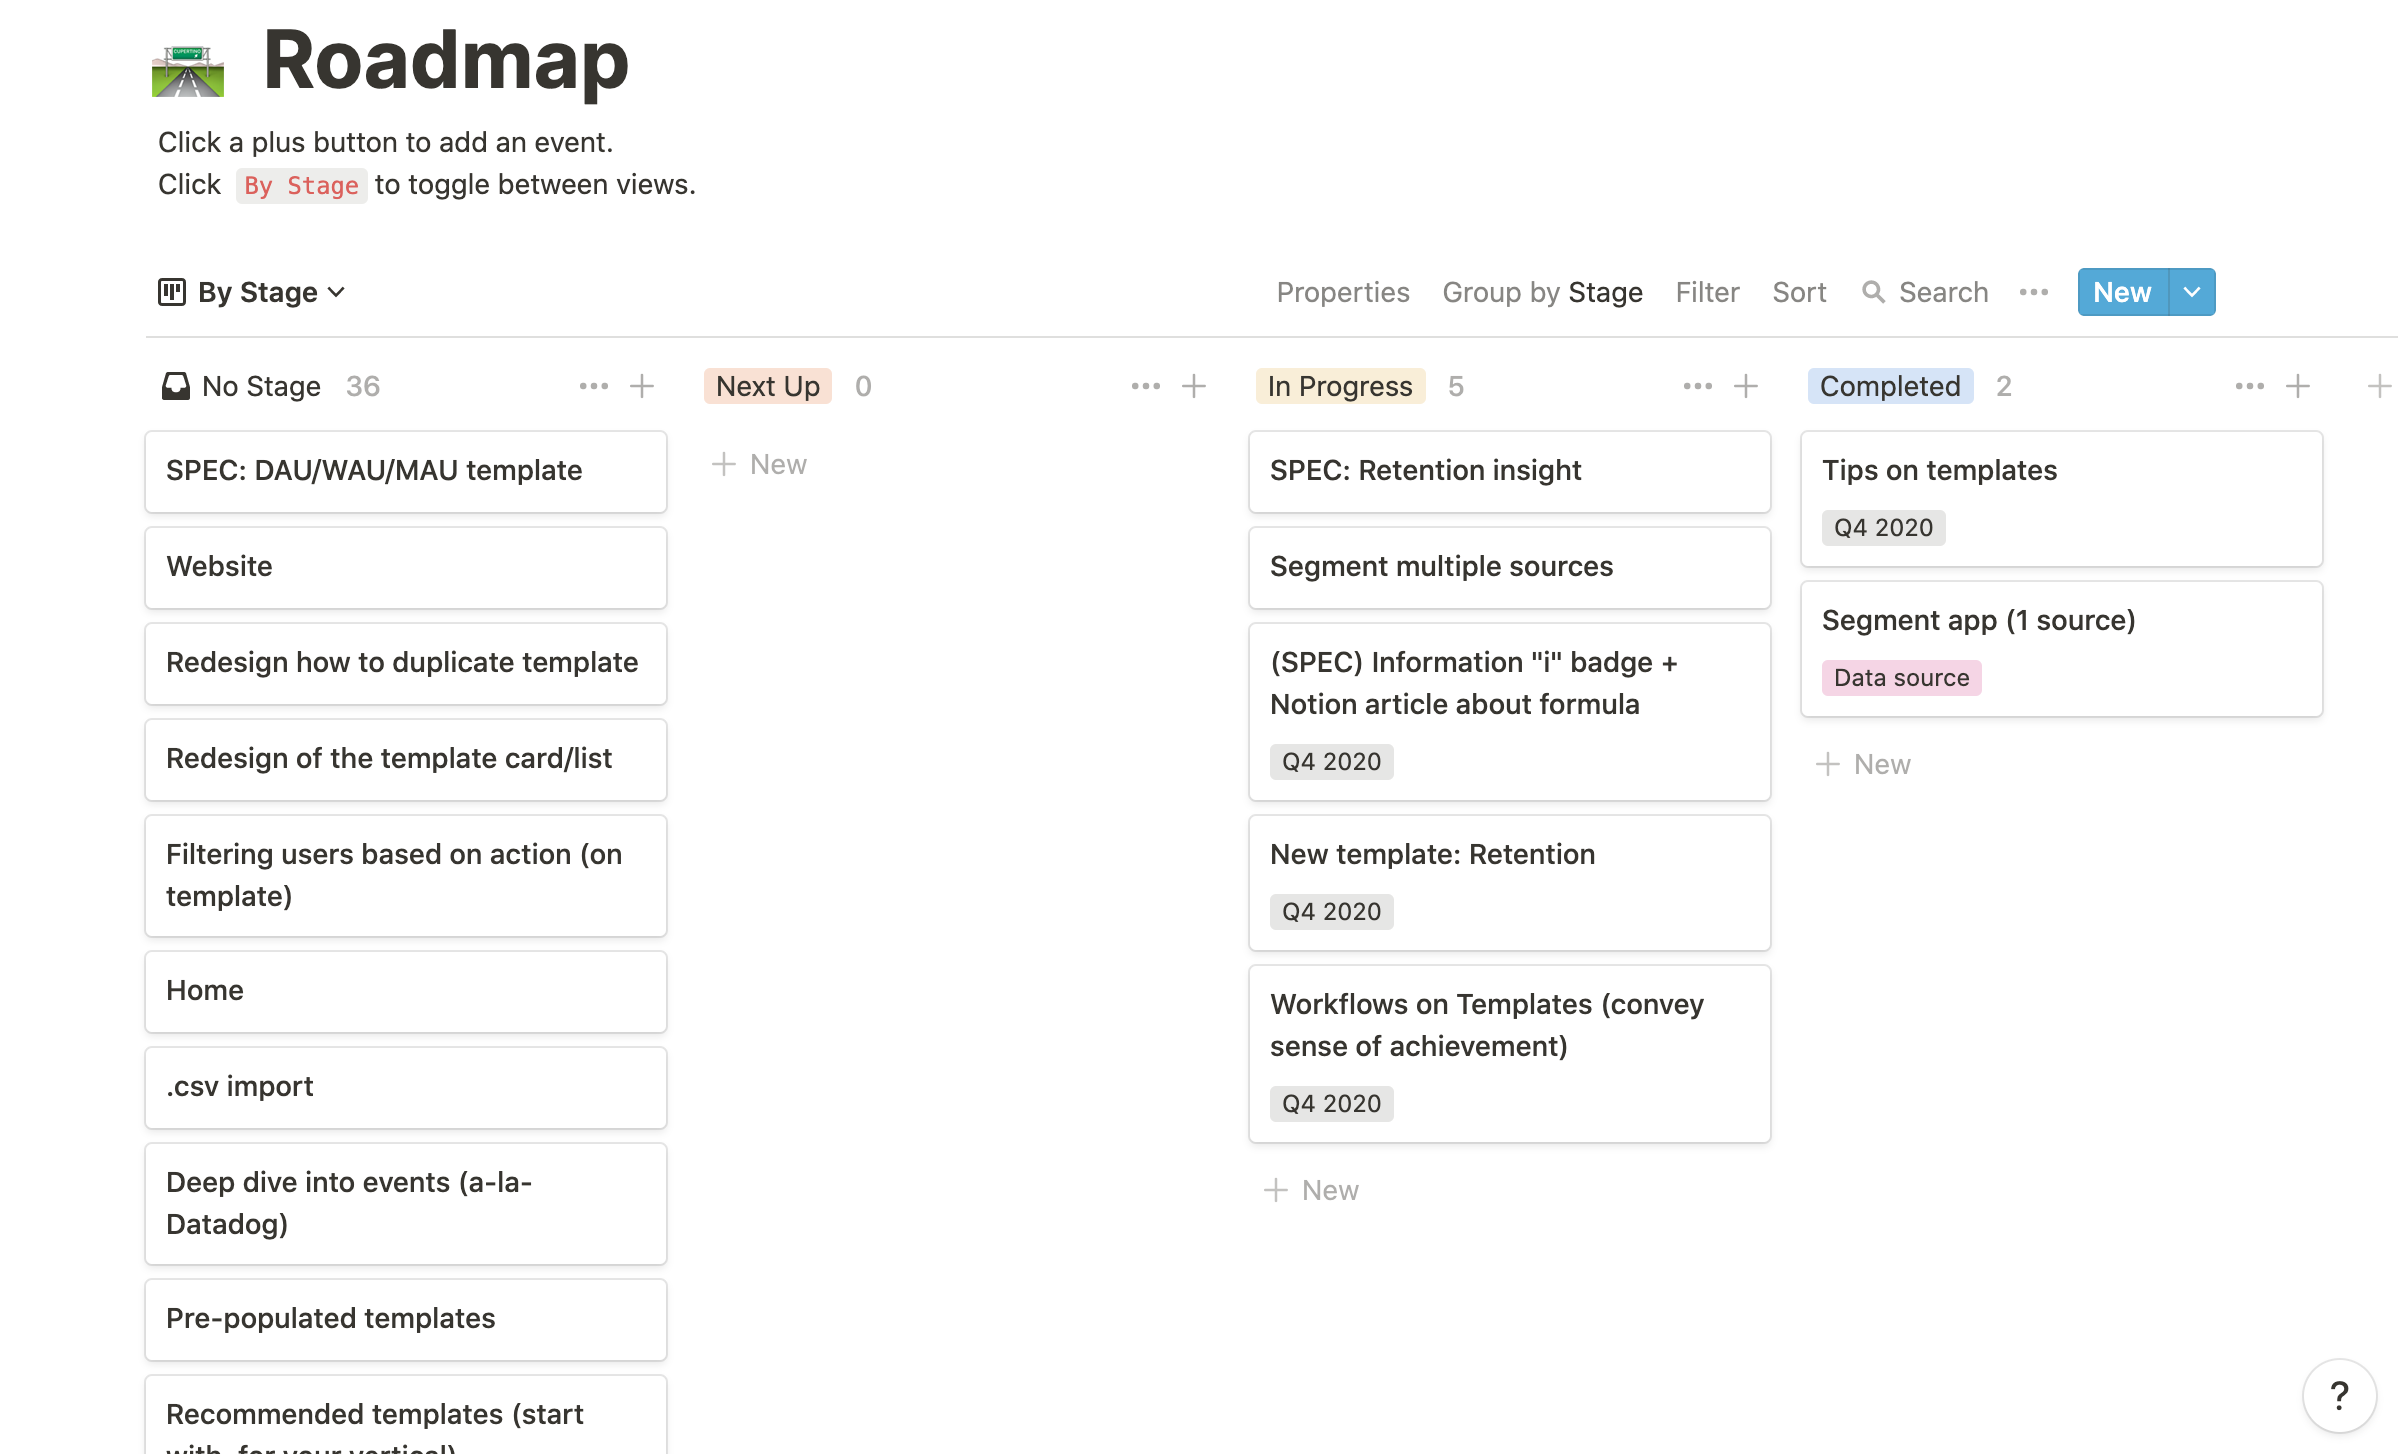 CUPERTINO
Roadmap
Click a plus button to add an event.
Click By Stage to toggle between views.
By Stage
Properties Group by Stage Filter Sort Search New
No Stage 36
SPEC: DAU/WAU/MAU template
Website
Redesign how to duplicate template
Redesign of the template card/list
Filtering users based on action (on
template)
Home
.csv import
Deep dive into events (a-la-
Datadog)
Pre-populated templates
Recommended templates (start
with, for your vertical)
Next Up 0
+ New
In Progress 5
SPEC: Retention insight
Segment multiple sources
(SPEC) Information "i" badge +
Notion article about formula
Q4 2020
New template: Retention
Q4 2020
Workflows on Templates (convey
sense of achievement)
Q4 2020
+ New
Completed 2
Tips on templates
Q4 2020
Segment app (1 source)
Data source
+ New
?